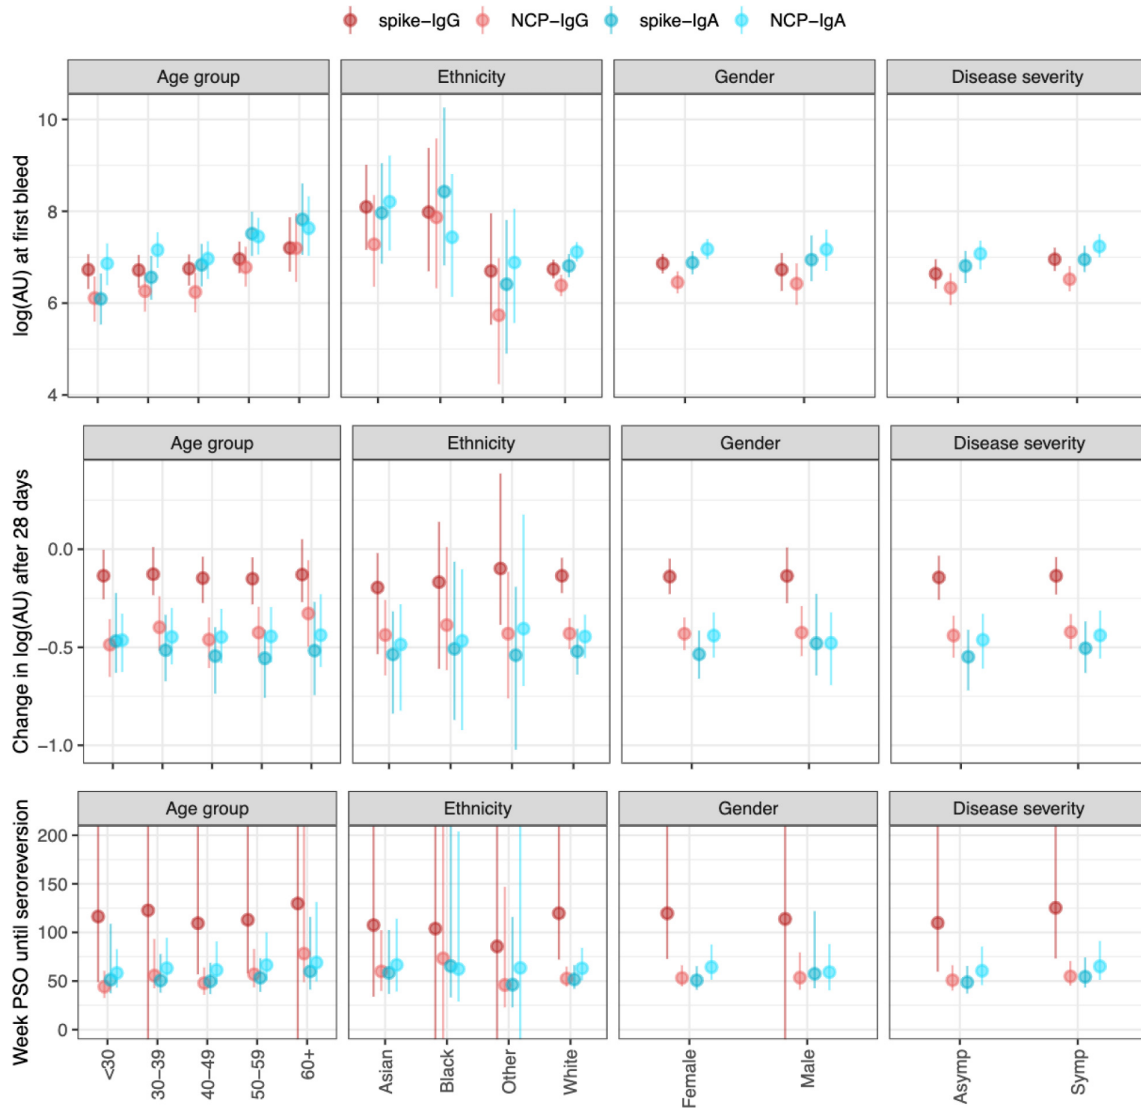 spike−IgG NCP−IgG spike−IgA NCP−IgA
Age group Ethnicity Gender Disease severity
log(AU) at first bleed
10
8
6
4
Age group Ethnicity Gender Disease severity
Change in log(AU) after 28 days
0.0
−0.5
−1.0
Age group Ethnicity Gender Disease severity
Week PSO until seroreversion
200
150
100
50
0
<30 30−39 40−49 50−59 60+ Asian Black Other White Female Male Asymp Symp